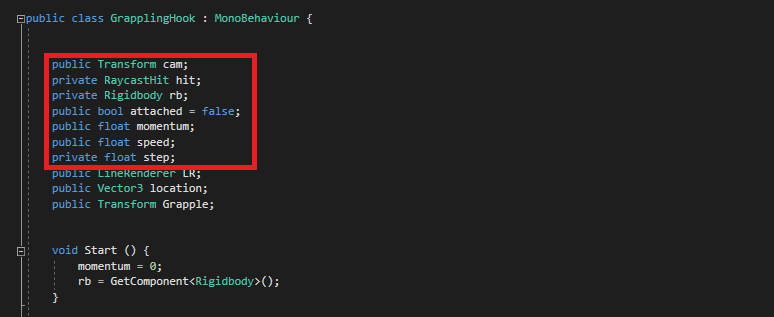 public class GrapplingHook : MonoBehaviour {
public Transform cam;
private RaycastHit hit;
private Rigidbody rb;
public bool attached = false;
public float momentum;
public float speed;
private float step;
public LineRenderer LR;
public Vector3 location;
public Transform Grapple;
void Start () {
momentum = 0;
rb = GetComponent<Rigidbody>();
}